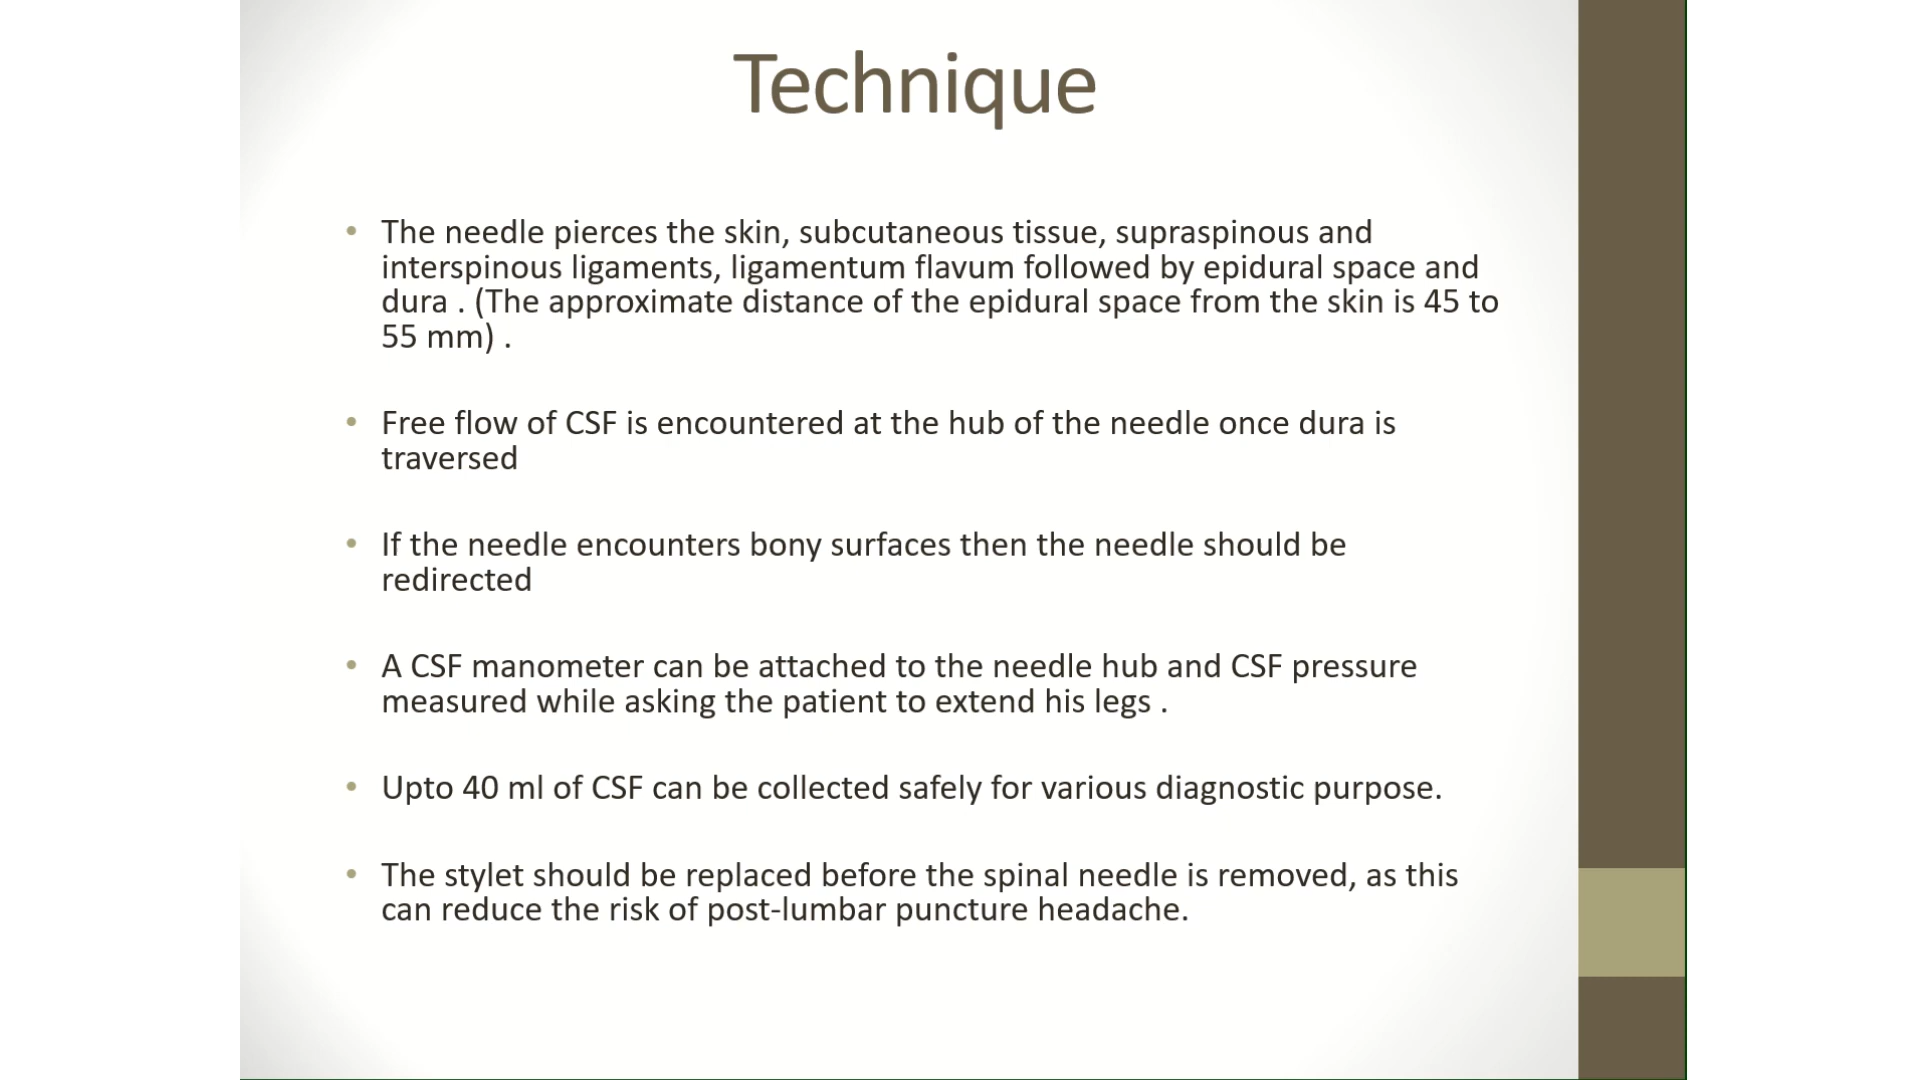 Technique
• The needle pierces the skin, subcutaneous tissue, supraspinous and
interspinous ligaments, ligamentum flavum followed by epidural space and
dura . (The approximate distance of the epidural space from the skin is 45 to
55 mm) .
• Free flow of CSF is encountered at the hub of the needle once dura is
traversed
• If the needle encounters bony surfaces then the needle should be
redirected
• A CSF manometer can be attached to the needle hub and CSF pressure
measured while asking the patient to extend his legs .
• Upto 40 ml of CSF can be collected safely for various diagnostic purpose.
• The stylet should be replaced before the spinal needle is removed, as this
can reduce the risk of post-lumbar puncture headache.